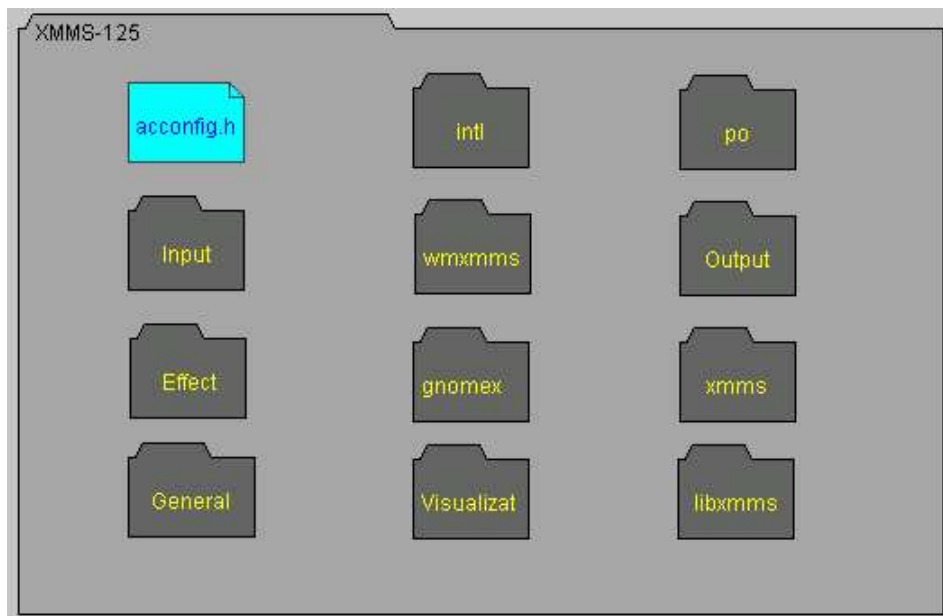 XMMS-125
acconfig.h
intl
po
Input
wmxmms
Output
Effect
gnomex
xmms
General
Visualizat
libxmms